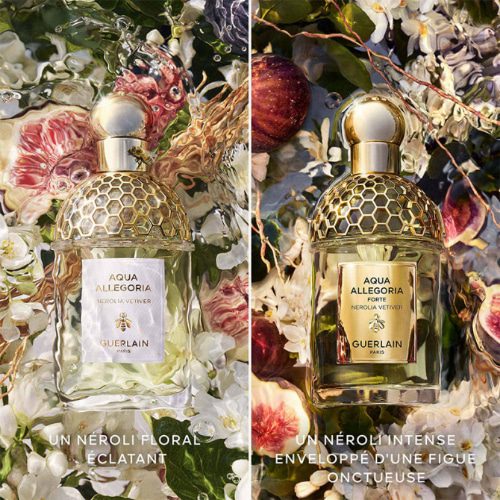 AQUA
ALLEGORIA
NEROLIA VETIVER
GUERLAIN
PARIS
UN NÉROLI FLORAL
ÉCLATANT
AQUA
ALLEGORIA
FORTE
NEROLIA VETIVER
GUERLAIN
PARIS
UN NÉROLI INTENSE
ENVELOPPÉ D'UNE FIGUE
ONCTUEUSE